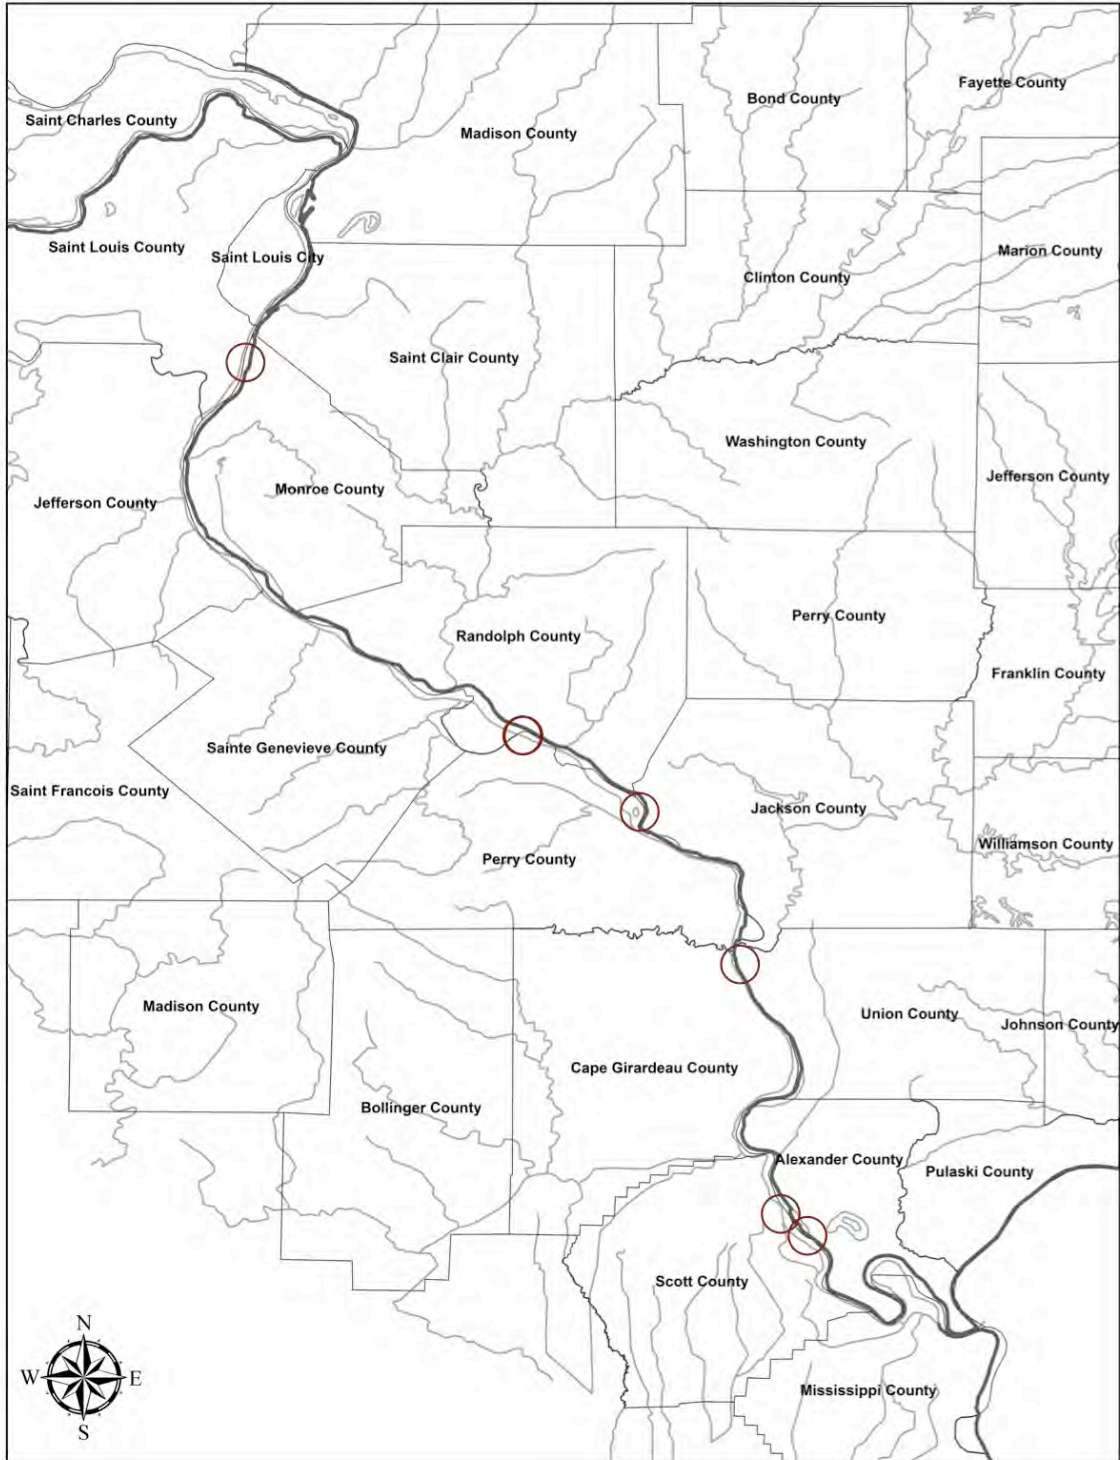 Fayette County
Bond County
Saint Charles County
Madison County
Saint Louis County
Saint Louis City
Marion County
Clinton County
Saint Clair County
Washington County
Jefferson County
Monroe County
Jefferson County
Perry County
Randolph County
Franklin County
Sainte Genevieve County
Saint Francois County
Jackson County
Williamson County
Perry County
Madison County
Union County
Johnson County
Cape Girardeau County
Bollinger County
Alexander County
Pulaski County
Scott County
N
W
E
S
Mississippi County